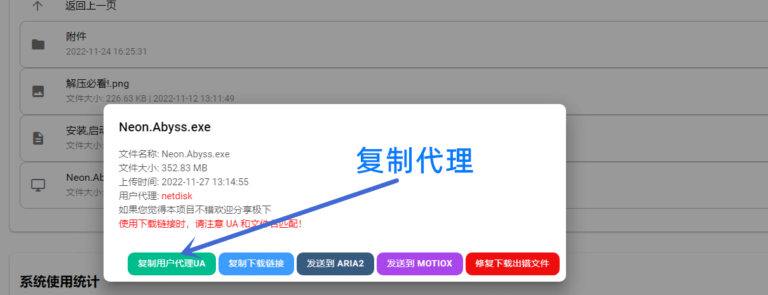 返回上一页
附件
2022-11-24 16:25:31
解压必看!.png
文件大小: 226.63 KB | 2022-11-12 13:11:49
安装,启动
文件大小:
Neon.Ab
文件大小:
Neon.Abyss.exe
文件名称: Neon.Abyss.exe
文件大小: 352.83 MB
上传时间: 2022-11-27 13:14:55
用户代理: netdisk
如果您觉得本项目不错欢迎分享极下
使用下载链接时，请注意 UA 和文件名匹配！
复制代理
复制用户代理UA
复制下载链接
发送到 ARIA2
发送到 MOTIOX
修复下载出错文件
系统使用统计